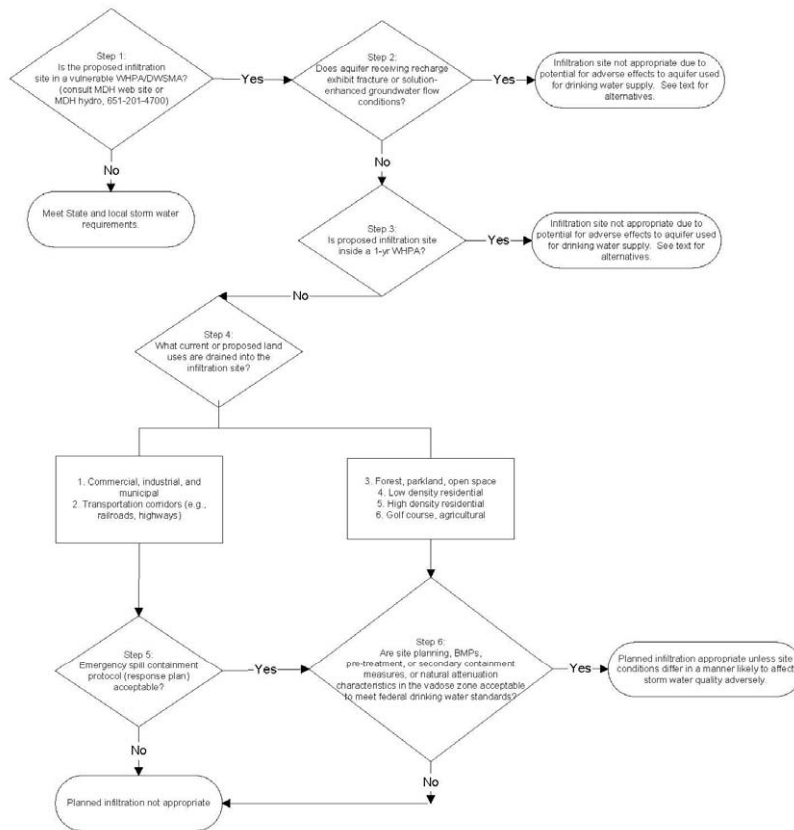 Step 1:
Is the proposed infiltration
site in a vulnerable WHPA/DWSMA?
(consult MDH web site or
MDH hydro, 651-201-4700)
Yes
Step 2:
Does aquifer receiving recharge
exhibit fracture or solution-
enhanced groundwater flow
conditions?
Yes
Infiltration site not appropriate due to
potential for adverse effects to aquifer used
for drinking water supply. See text for
alternatives.
No
Meet State and local storm water
requirements.
No
Step 3:
Is proposed infiltration site
inside a 1-yr WHPA?
Yes
Infiltration site not appropriate due to
potential for adverse effects to aquifer used
for drinking water supply. See text for
alternatives.
No
Step 4:
What current or proposed land
uses are drained into the
infiltration site?
1. Commercial, industrial, and
municipal
2. Transportation corridors (e.g.,
railroads, highways)
3. Forest, parkland, open space
4. Low density residential
5. High density residential
6. Golf course, agricultural
Step 5:
Emergency spill containment
protocol (response plan)
acceptable?
Yes
Step 6:
Are site planning, BMPs,
pre-treatment, or secondary containment
measures, or natural attenuation
characteristics in the vadose zone acceptable
to meet federal drinking water standards?
Yes
Planned infiltration appropriate unless site
conditions differ in a manner likely to affect
storm water quality adversely.
No
Planned infiltration not appropriate
No